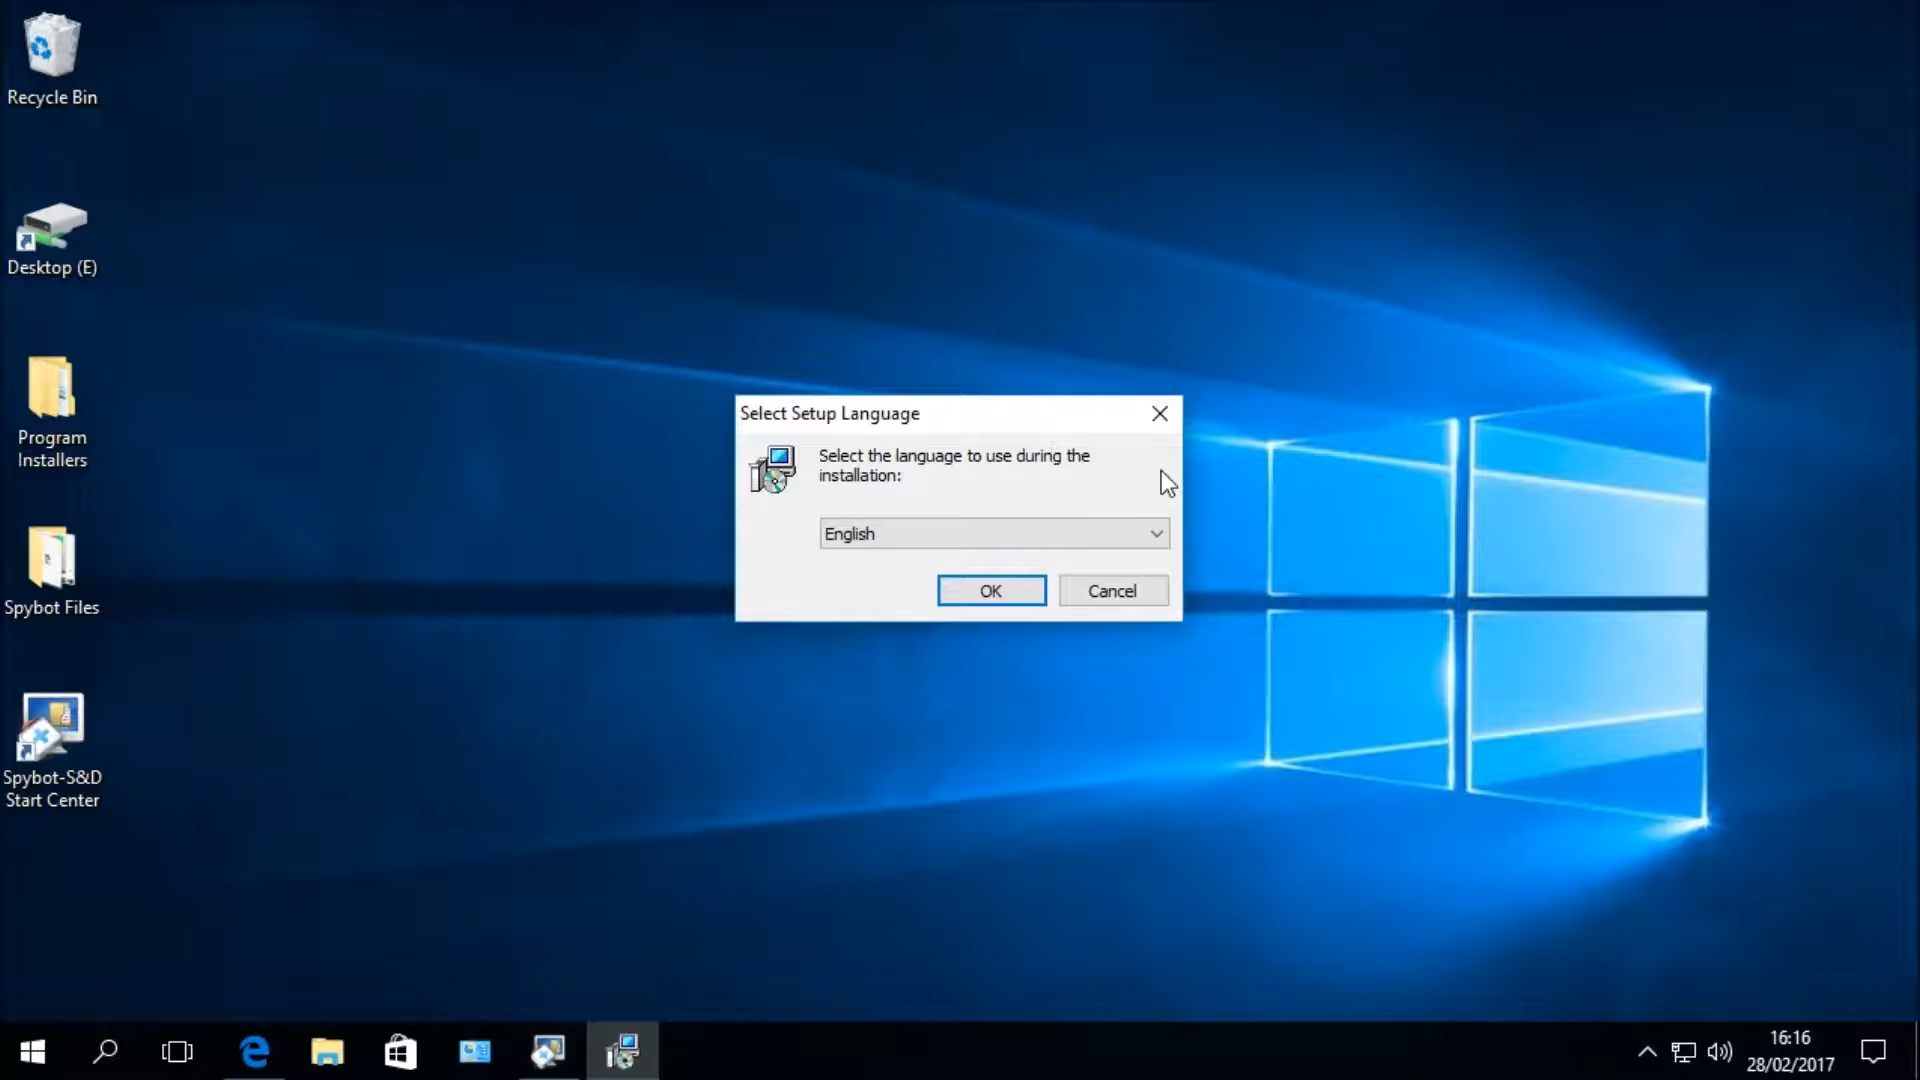 Recycle Bin
Desktop (E)
Program
Installers
Spybot Files
Spybot-S&D
Start Center
Select Setup Language
Select the language to use during the
installation:
English
OK
Cancel
16:16
28/02/2017